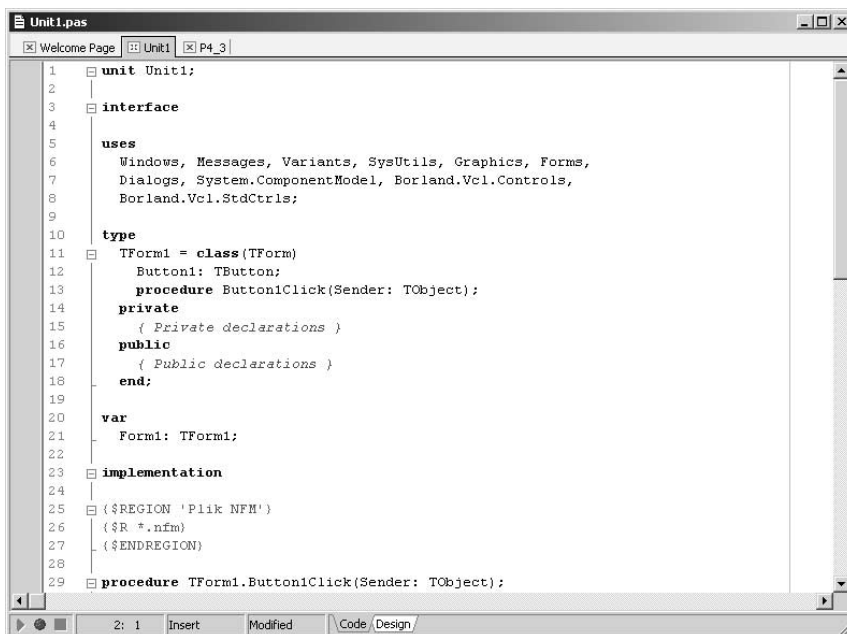 Unit1.pas
Welcome Page Unit1 P4_3
1 unit Unit1;
2
3 interface
4
5 uses
6 Windows, Messages, Variants, SysUtils, Graphics, Forms,
7 Dialogs, System.ComponentModel, Borland.Vcl.Controls,
8 Borland.Vcl.StdCtrls;
9
10 type
11 TForm1 = class(TForm)
12 Button1: TButton;
13 procedure Button1Click(Sender: TObject);
14 private
15 { Private declarations }
16 public
17 { Public declarations }
18 end;
19
20 var
21 Form1: TForm1;
22
23 implementation
24
25 {$REGION 'Plik NFM'}
26 {$R *.nfm}
27 {$ENDREGION}
28
29 procedure TForm1.Button1Click(Sender: TObject);
2: 1 Insert Modified Code Design